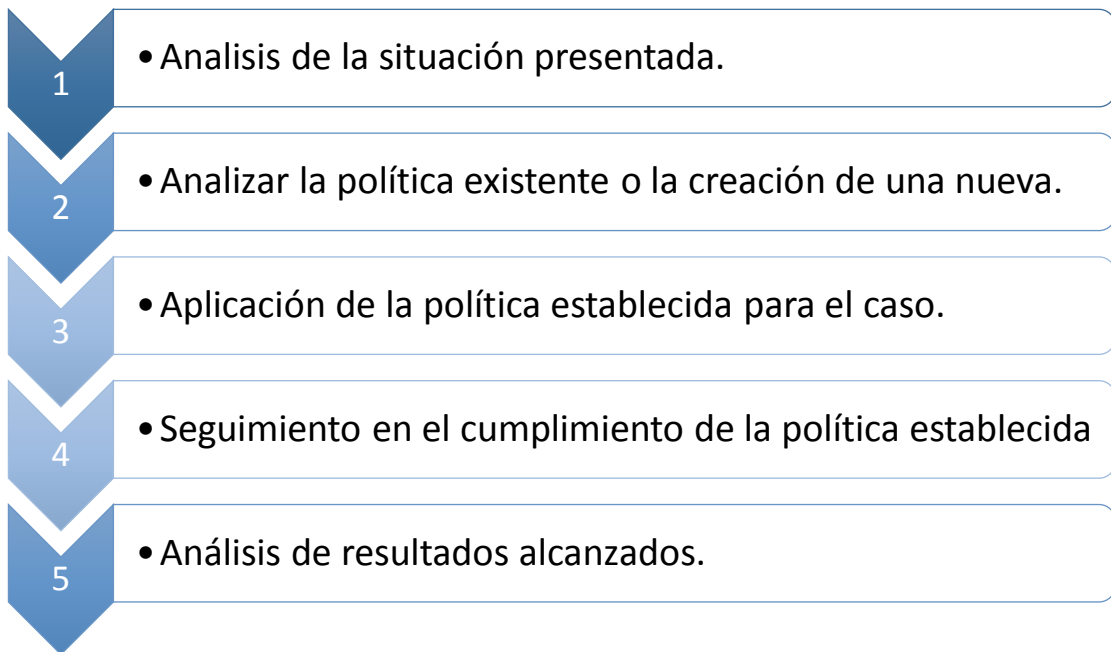 1
• Analisis de la situación presentada.
2
• Analizar la política existente o la creación de una nueva.
3
• Aplicación de la política establecida para el caso.
4
• Seguimiento en el cumplimiento de la política establecida
5
• Análisis de resultados alcanzados.